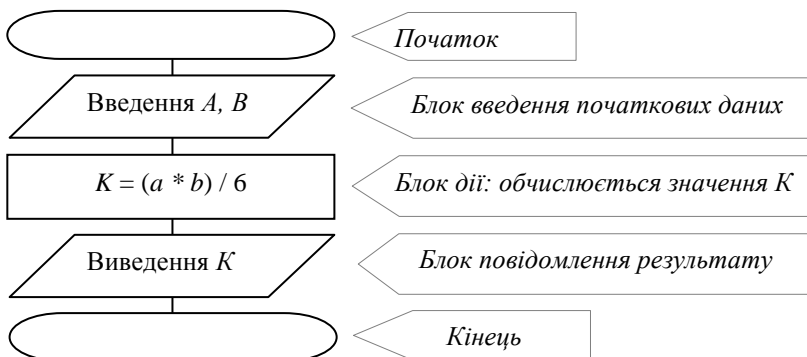 Початок
Введення A, B
Блок введення початкових даних
K = (a * b) / 6
Блок дії: обчислюється значення К
Виведення К
Блок повідомлення результату
Кінець